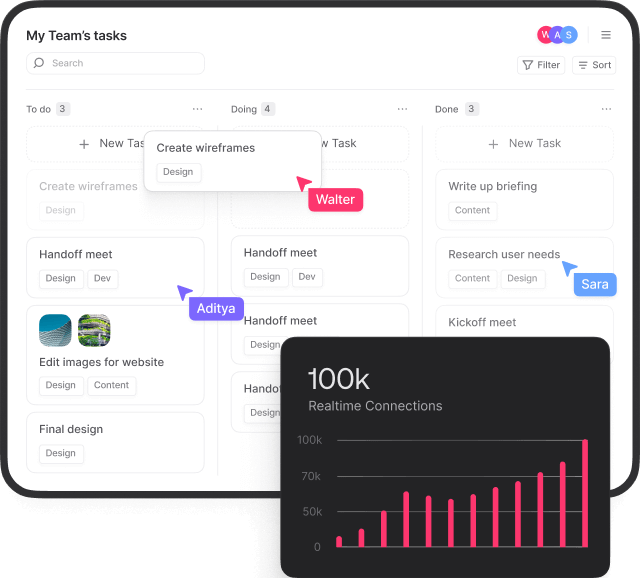 My Team's tasks
W A S
Search
Filter
Sort
To do 3
Doing 4
Done 3
New Task
Create wireframes
Design
Walter
Create wireframes
Design
Handoff meet
Design Dev
Aditya
Edit images for website
Design Content
Final design
Design
Task
Handoff meet
Design Dev
Handoff meet
Design
Design
New Task
Write up briefing
Content
Research user needs
Content Design
Sara
Kickoff meet
100k
Realtime Connections
100k
70k
50k
0